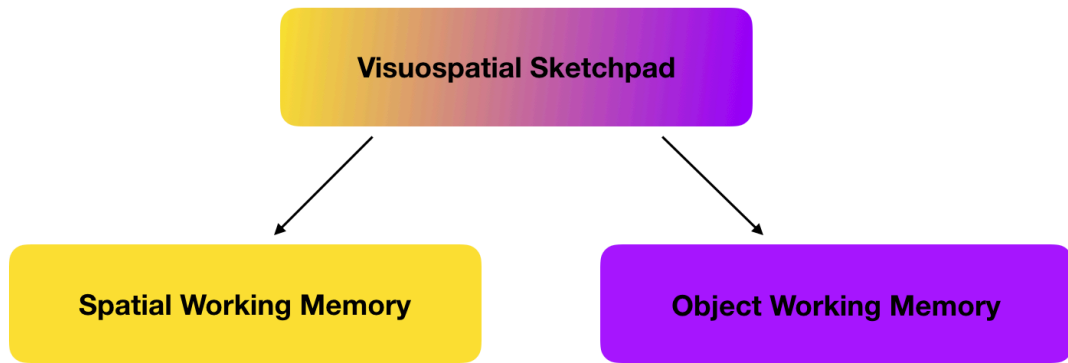 Visuospatial Sketchpad
Spatial Working Memory
Object Working Memory